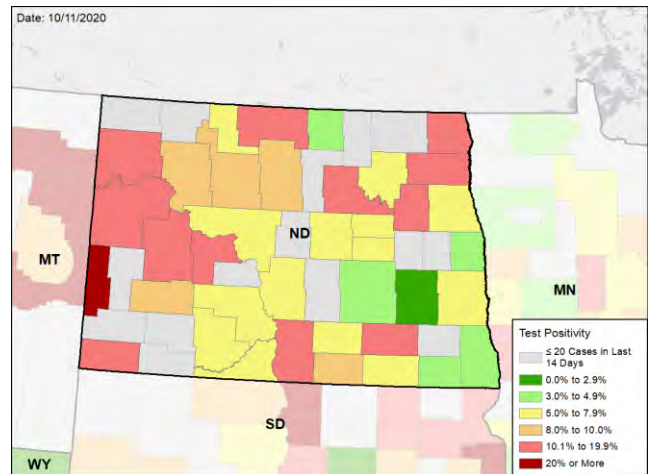 Date: 10/11/2020
ND
MT
MN
SD
WY
Test Positivity
≤ 20 Cases in Last
14 Days
0.0% to 2.9%
3.0% to 4.9%
5.0% to 7.9%
8.0% to 10.0%
10.1% to 19.9%
20% or More